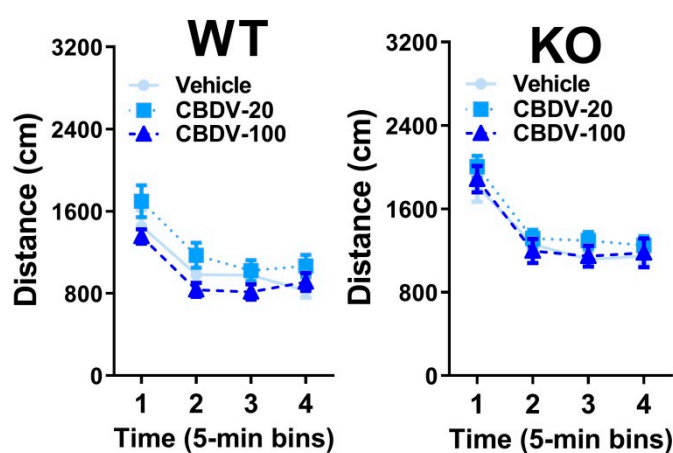 WT
3200
2400
1600
800
0
Distance (cm)
Vehicle
CBDV-20
CBDV-100
1 2 3 4
Time (5-min bins)
KO
3200
2400
1600
800
0
Distance (cm)
Vehicle
CBDV-20
CBDV-100
1 2 3 4
Time (5-min bins)